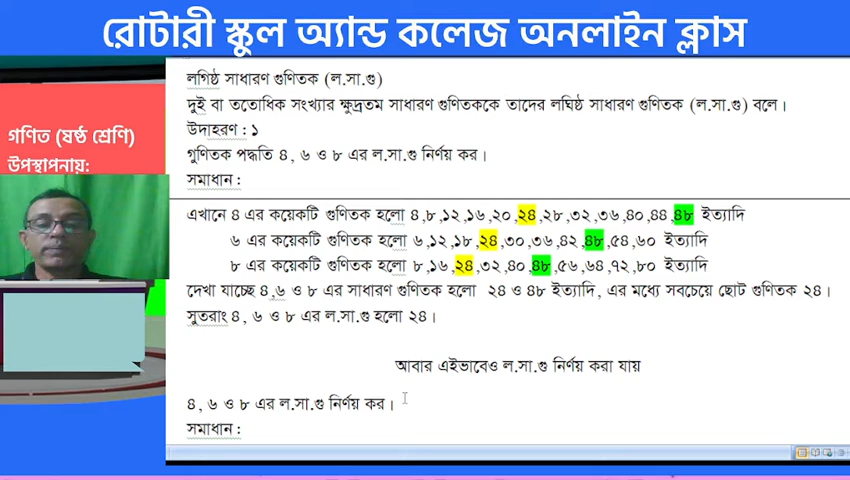 রোটারী স্কুল অ্যান্ড কলেজ অনলাইন ক্লাস
গণিত (ষষ্ঠ শ্রেণি)
উপস্থাপনায়:
লগিষ্ঠ সাধারণ গুণিতক (ল.সা.গু)
দুই বা ততোধিক সংখ্যার ক্ষুদ্রতম সাধারণ গুণিতককে তাদের লঘিষ্ঠ সাধারণ গুণিতক (ল.সা.গু) বলে।
উদাহরণ : ১
গুণিতক পদ্ধতি ৪, ৬ ও ৮ এর ল.সা.গু নির্ণয় কর।
সমাধান :
এখানে ৪ এর কয়েকটি গুণিতক হলো ৪,৮,১২,১৬,২০,২৪,২৮,৩২,৩৬,৪০,৪৪,৪৮ ইত্যাদি
৬ এর কয়েকটি গুণিতক হলো ৬,১২,১৮,২৪,৩০,৩৬,৪২,৪৮,৫৪,৬০ ইত্যাদি
৮ এর কয়েকটি গুণিতক হলো ৮,১৬,২৪,৩২,৪০,৪৮,৫৬,৬৪,৭২,৮০ ইত্যাদি
দেখা যাচ্ছে ৪,৬ ও ৮ এর সাধারণ গুণিতক হলো ২৪ ও ৪৮ ইত্যাদি, এর মধ্যে সবচেয়ে ছোট গুণিতক ২৪।
সুতরাং ৪, ৬ ও ৮ এর ল.সা.গু হলো ২৪।
আবার এইভাবেও ল.সা.গু নির্ণয় করা যায়
৪, ৬ ও ৮ এর ল.সা.গু নির্ণয় কর।
সমাধান :